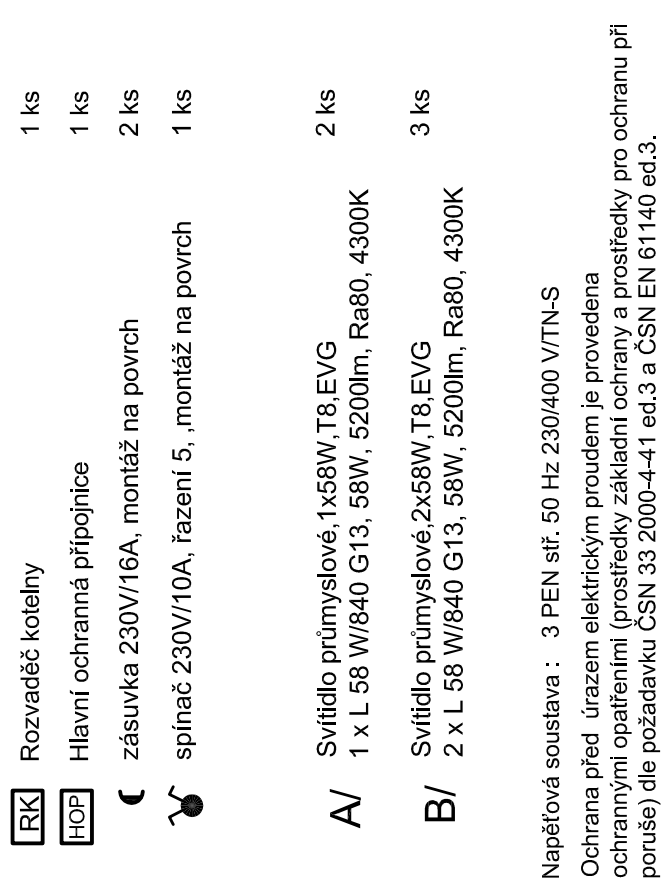 RK Rozvaděč kotelny 1 ks
HOP Hlavní ochranná přípojnice 1 ks
zásuvka 230V/16A, montáž na povrch 2 ks
spínač 230V/10A, řazení 5, ,montáž na povrch 1 ks
A/ Svítidlo průmyslové,1x58W,T8,EVG 2 ks
1 x L 58 W/840 G13, 58W, 5200lm, Ra80, 4300K
B/ Svítidlo průmyslové,2x58W,T8,EVG 3 ks
2 x L 58 W/840 G13, 58W, 5200lm, Ra80, 4300K
Napěťová soustava : 3 PEN stř. 50 Hz 230/400 V/TN-S
Ochrana před úrazem elektrickým proudem je provedena
ochrannými opatřeními (prostředky základní ochrany a prostředky pro ochranu při
poruše) dle požadavku ČSN 33 2000-4-41 ed.3 a ČSN EN 61140 ed.3.